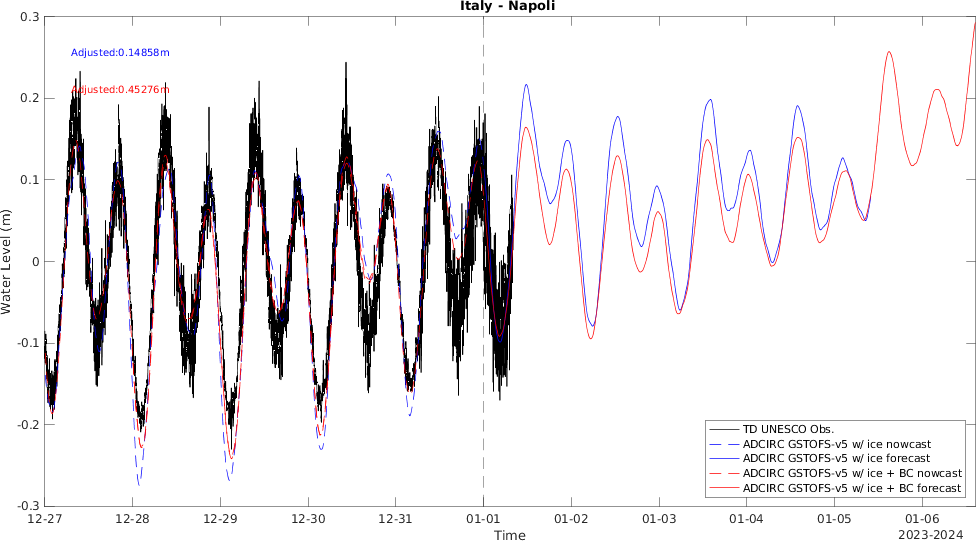 Italy - Napoli
Adjusted:0.14858m
Adjusted:0.45276m
Water Level (m)
0.3
0.2
0.1
0
-0.1
-0.2
-0.3
TD UNESCO Obs.
ADCIRC GSTOFS-v5 w/ ice nowcast
ADCIRC GSTOFS-v5 w/ ice forecast
ADCIRC GSTOFS-v5 w/ ice + BC nowcast
ADCIRC GSTOFS-v5 w/ ice + BC forecast
12-27 12-28 12-29 12-30 12-31 01-01 01-02 01-03 01-04 01-05 01-06
Time
2023-2024